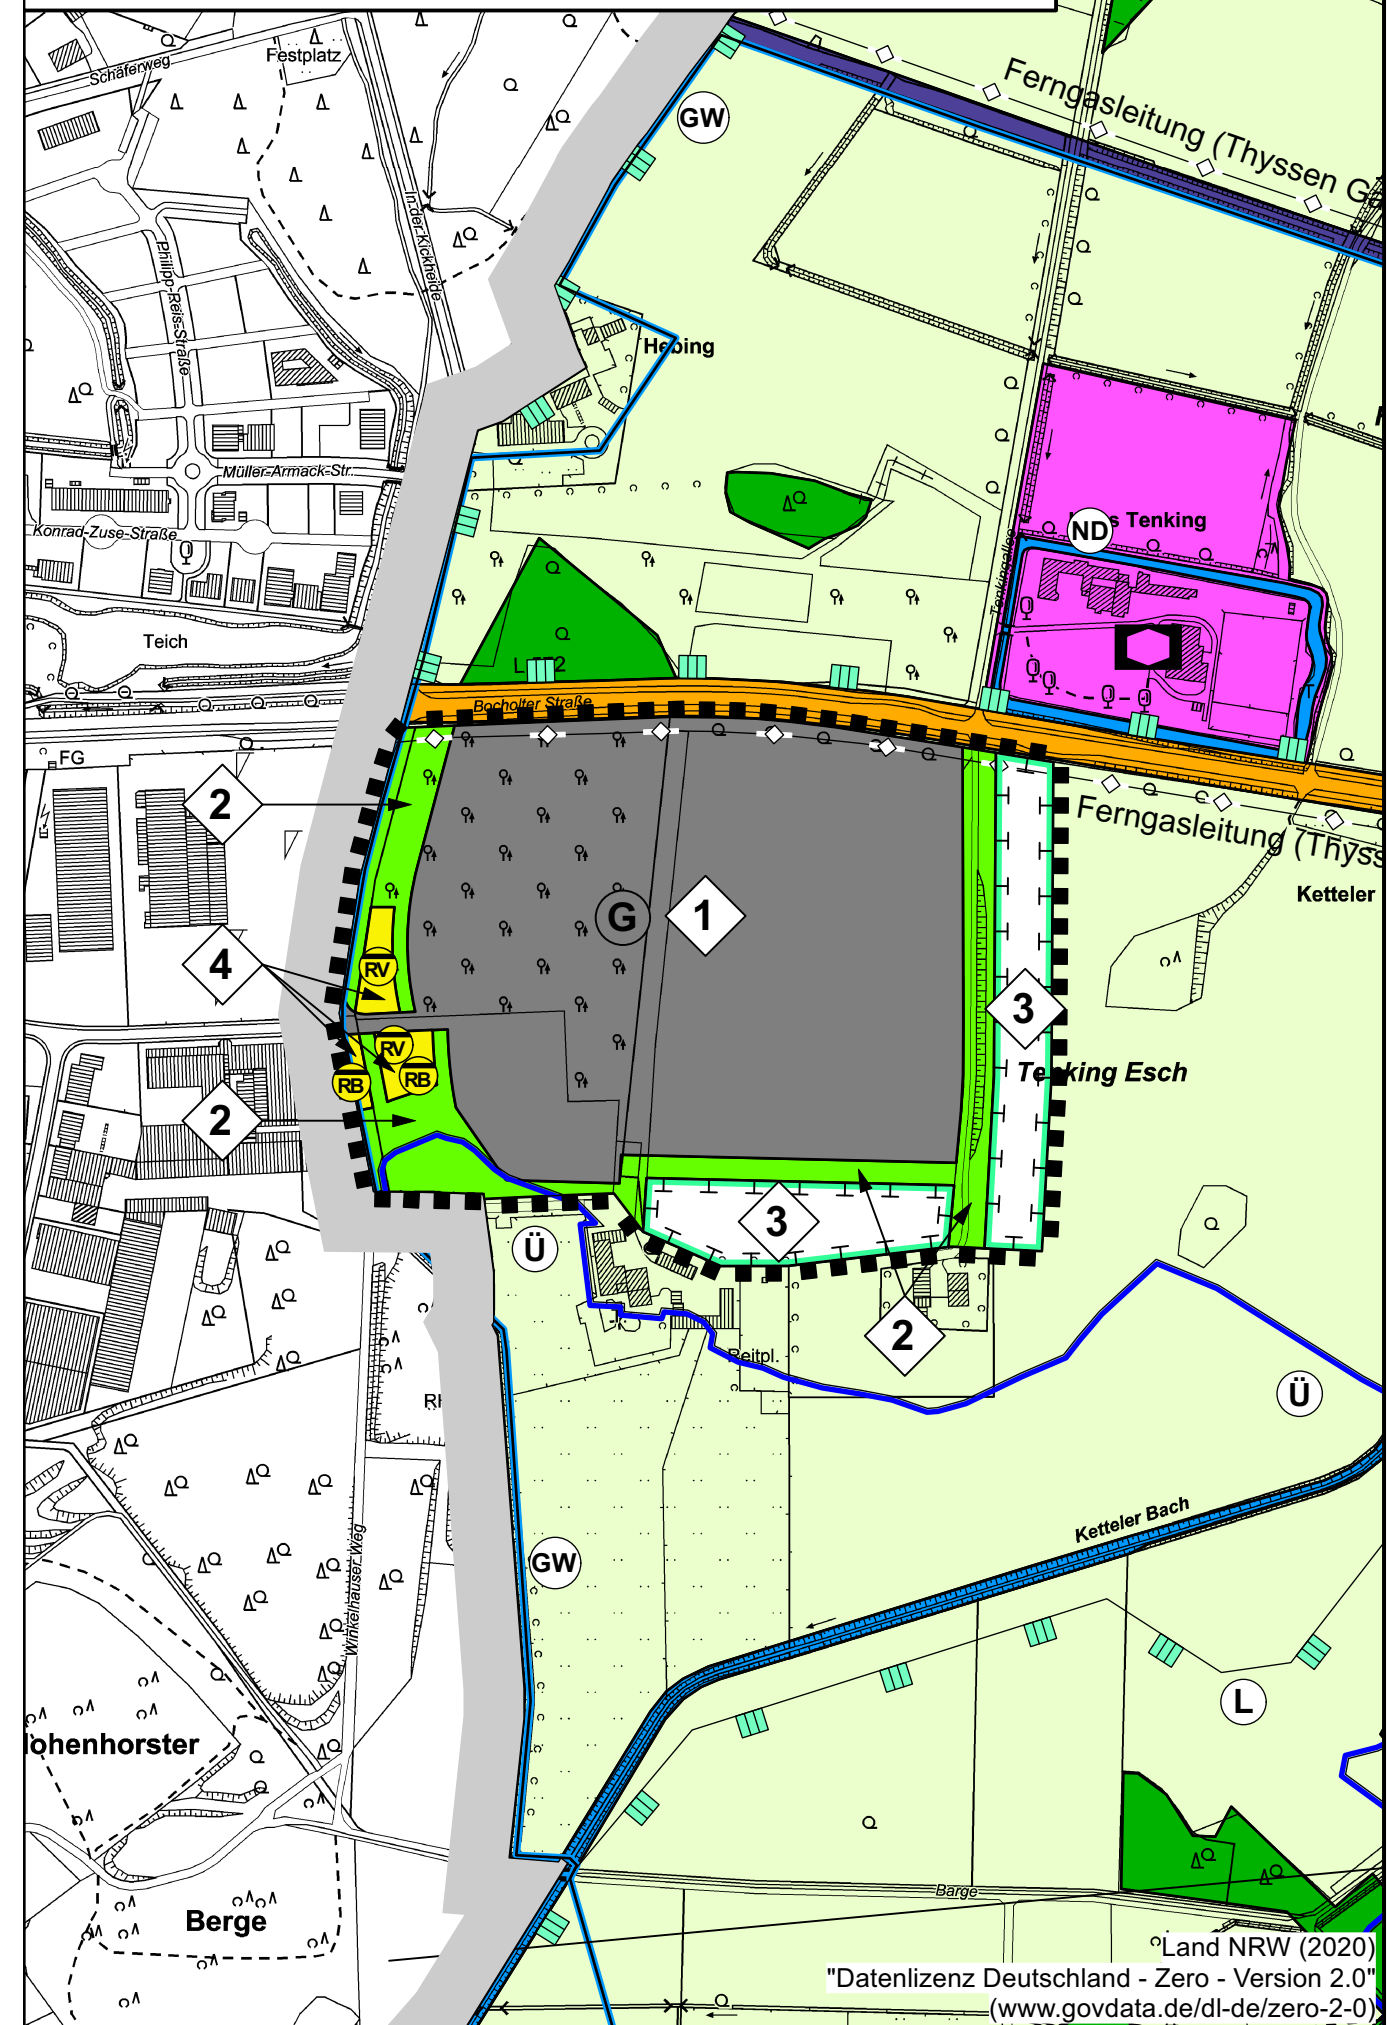 Festplatz
Schäferweg
GW
Ferngasleitung (Thyssen Ga
In der Kickheide
Philipp-Reis-Straße
Hebing
Müller-Armack-Str.
Konrad-Zuse-Straße
ND
s Tenking
Tenkingallee
Teich
L 572
Bocholter Straße
FG
2
Ferngasleitung (Thyss
Ketteler
G
1
4
RV
3
RV
RB
RB
Tenking Esch
2
3
Ü
2
Reitpl.
Ü
Rh
Ketteler Bach
GW
Winkelhauser Weg
L
Hohenhorster
Barge
Berge
Land NRW (2020)
"Datenlizenz Deutschland - Zero - Version 2.0"
(www.govdata.de/dl-de/zero-2-0)